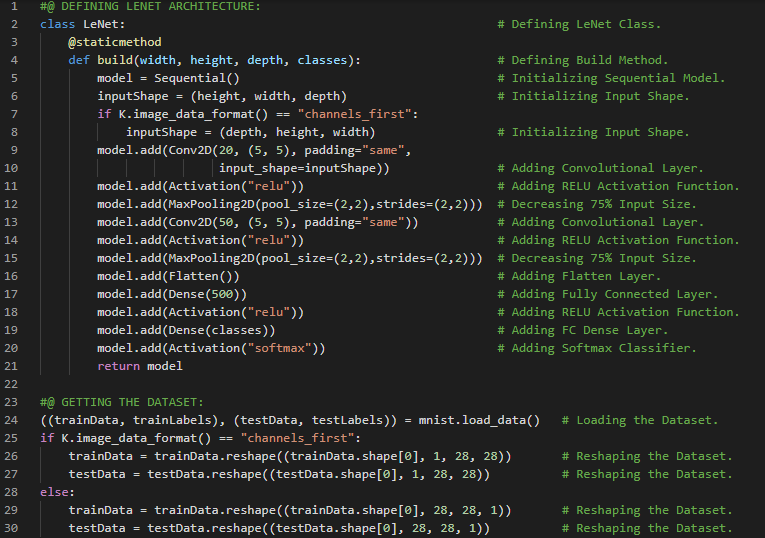 1 #@ DEFINING LENET ARCHITECTURE:
2 class LeNet: # Defining LeNet Class.
3 @staticmethod
4 def build(width, height, depth, classes): # Defining Build Method.
5 model = Sequential() # Initializing Sequential Model.
6 inputShape = (height, width, depth) # Initializing Input Shape.
7 if K.image_data_format() == "channels_first":
8 inputShape = (depth, height, width) # Initializing Input Shape.
9 model.add(Conv2D(20, (5, 5), padding="same",
10 input_shape=inputShape)) # Adding Convolutional Layer.
11 model.add(Activation("relu")) # Adding RELU Activation Function.
12 model.add(MaxPooling2D(pool_size=(2,2),strides=(2,2))) # Decreasing 75% Input Size.
13 model.add(Conv2D(50, (5, 5), padding="same")) # Adding Convolutional Layer.
14 model.add(Activation("relu")) # Adding RELU Activation Function.
15 model.add(MaxPooling2D(pool_size=(2,2),strides=(2,2))) # Decreasing 75% Input Size.
16 model.add(Flatten()) # Adding Flatten Layer.
17 model.add(Dense(500)) # Adding Fully Connected Layer.
18 model.add(Activation("relu")) # Adding RELU Activation Function.
19 model.add(Dense(classes)) # Adding FC Dense Layer.
20 model.add(Activation("softmax")) # Adding Softmax Classifier.
21 return model
22
23 #@ GETTING THE DATASET:
24 ((trainData, trainLabels), (testData, testLabels)) = mnist.load_data() # Loading the Dataset.
25 if K.image_data_format() == "channels_first":
26 trainData = trainData.reshape((trainData.shape[0], 1, 28, 28)) # Reshaping the Dataset.
27 testData = testData.reshape((testData.shape[0], 1, 28, 28)) # Reshaping the Dataset.
28 else:
29 trainData = trainData.reshape((trainData.shape[0], 28, 28, 1)) # Reshaping the Dataset.
30 testData = testData.reshape((testData.shape[0], 28, 28, 1)) # Reshaping the Dataset.